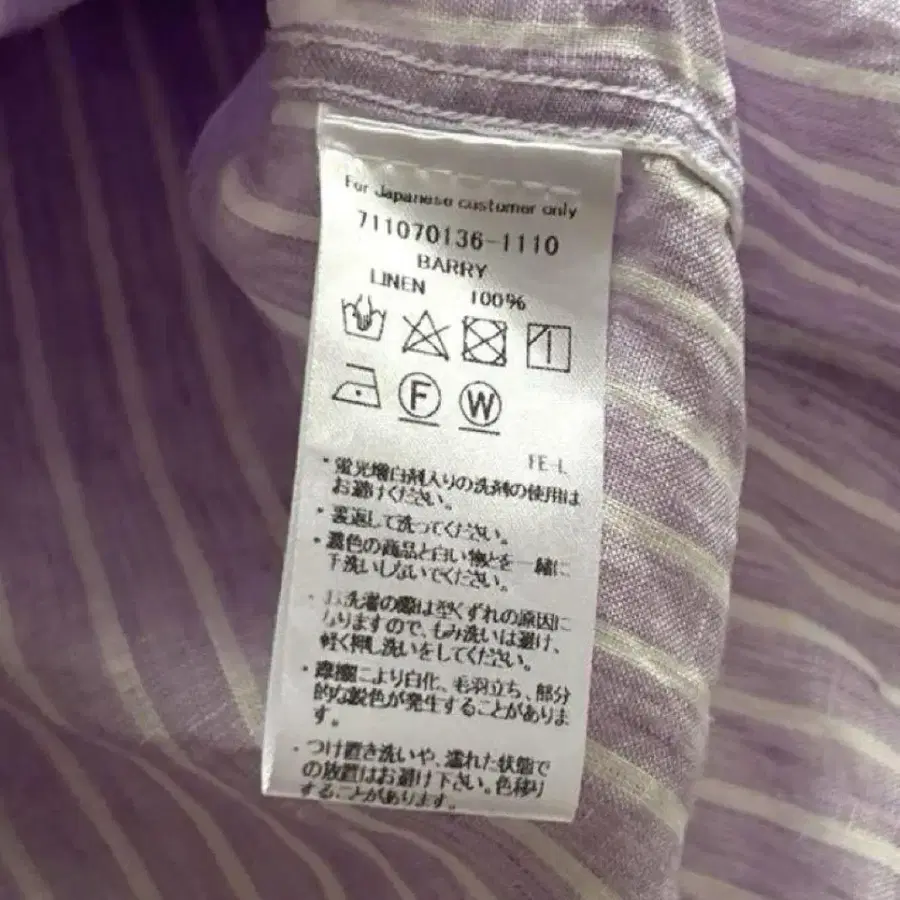 For Japanese customer only
711070136-1110
BARRY
LINEN 100%
F W
FE-L
・蛍光増白剤入りの洗剤の使用は
お避けください。
・裏返して洗ってください。
・濃色の商品と白い物とを一緒に
手洗いしないでください。
・お洗濯の際は型くずれの原因に
なりますので、もみ洗いは避け、
軽く押し洗いをしてください。
・摩擦により白化、毛羽立ち、部分
的な脱色が発生することがありま
す。
・つけ置き洗いや、濡れた状態で
の放置はお避け下さい。色移り
することがあります。